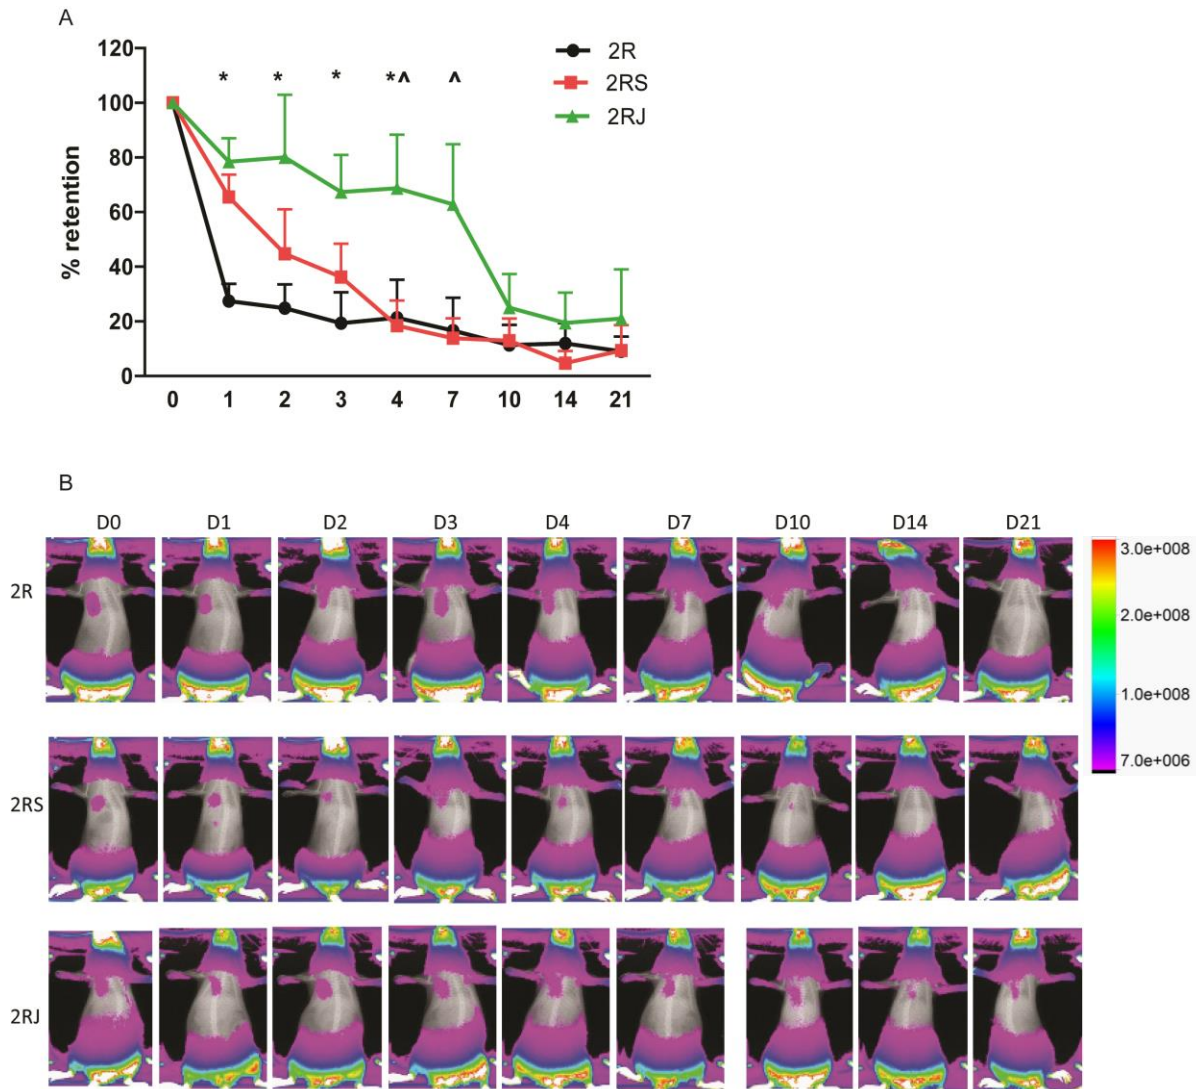 A
120
100
80
60
40
20
0
% retention
* * * *^ ^
2R
2RS
2RJ
0 1 2 3 4 7 10 14 21
B
D0 D1 D2 D3 D4 D7 D10 D14 D21
2R
2RS
2RJ
3.0e+008
2.0e+008
1.0e+008
7.0e+006